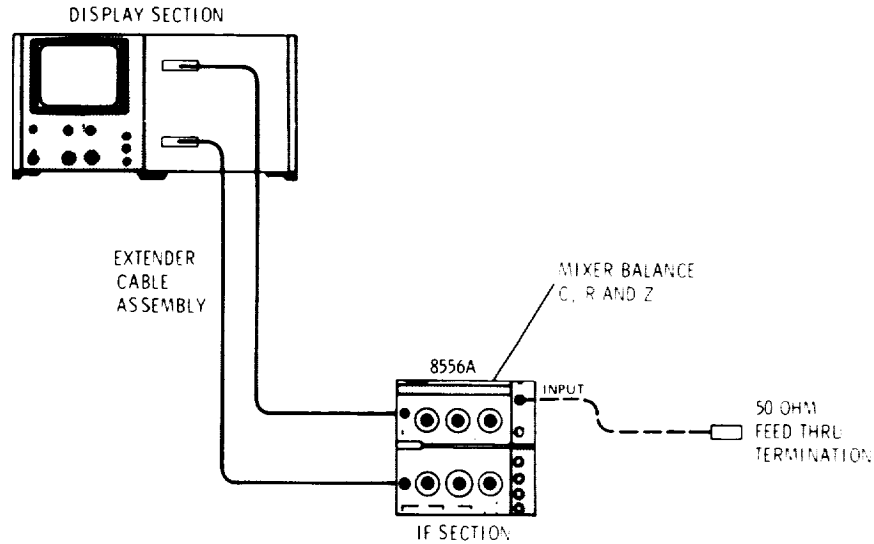 DISPLAY SECTION
EXTENDER
CABLE
ASSEMBLY
MIXER BALANCE
C, R AND Z
8556A
INPUT
50 OHM
FEED THRU
TERMINATION
IF SECTION